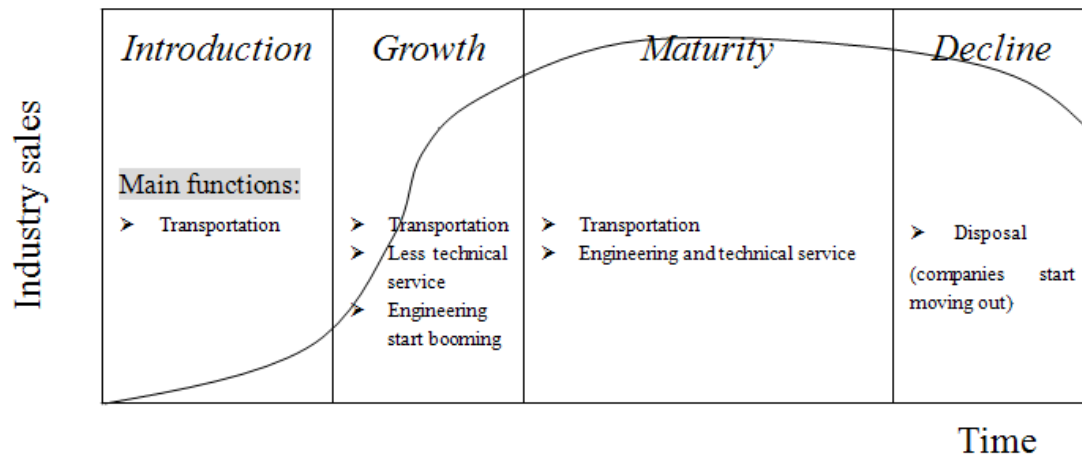 Introduction
Growth
Maturity
Decline
Industry sales
Main functions:
➢ Transportation
➢ Transportation
➢ Less technical
service
➢ Engineering
start booming
➢ Transportation
➢ Engineering and technical service
➢ Disposal
(companies start
moving out)
Time